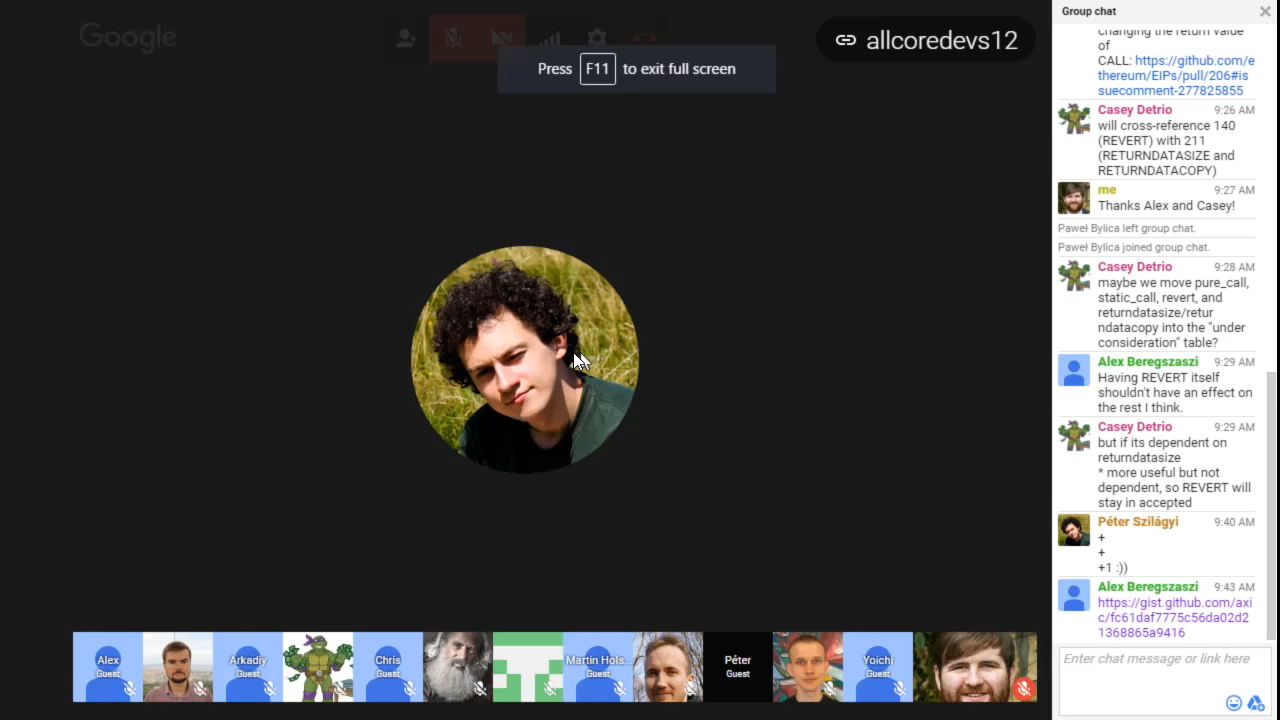 Google
allcoredevs12
Press F11 to exit full screen
Alex
Guest
Arkadiy
Guest
Chris
Guest
Martin Hols...
Guest
Péter
Guest
Yoichi
Guest
Group chat
changing the return value
of
CALL: https://github.com/e
thereum/EIPs/pull/206#is
suecomment-277825855
Casey Detrio 9:26 AM
will cross-reference 140
(REVERT) with 211
(RETURNDATASIZE and
RETURNDATACOPY)
me 9:27 AM
Thanks Alex and Casey!
Paweł Bylica left group chat.
Paweł Bylica joined group chat.
Casey Detrio 9:28 AM
maybe we move pure_call,
static_call, revert, and
returndatasize/retur
ndatacopy into the "under
consideration" table?
Alex Beregszaszi 9:29 AM
Having REVERT itself
shouldn't have an effect on
the rest I think.
Casey Detrio 9:29 AM
but if its dependent on
returndatasize
* more useful but not
dependent, so REVERT will
stay in accepted
Péter Szilágyi 9:40 AM
+
+
+1 :))
Alex Beregszaszi 9:43 AM
https://gist.github.com/axi
c/fc61daf7775c56da02d2
1368865a9416
Enter chat message or link here